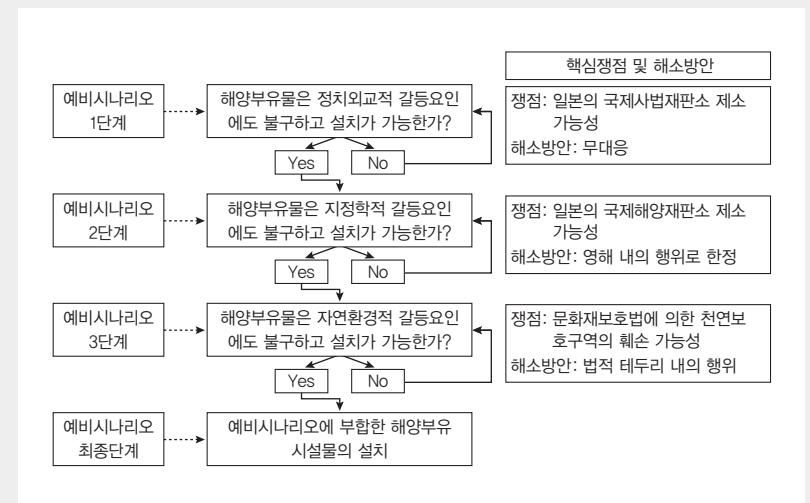 핵심쟁점 및 해소방안
예비시나리오
1단계
해양부유물은 정치외교적 갈등요인
에도 불구하고 설치가 가능한가?
Yes
No
쟁점: 일본의 국제사법재판소 제소
가능성
해소방안: 무대응
예비시나리오
2단계
해양부유물은 지정학적 갈등요인
에도 불구하고 설치가 가능한가?
Yes
No
쟁점: 일본의 국제해양재판소 제소
가능성
해소방안: 영해 내의 행위로 한정
예비시나리오
3단계
해양부유물은 자연환경적 갈등요인
에도 불구하고 설치가 가능한가?
Yes
No
쟁점: 문화재보호법에 의한 천연보
호구역의 훼손 가능성
해소방안: 법적 테두리 내의 행위
예비시나리오
최종단계
예비시나리오에 부합한 해양부유
시설물의 설치